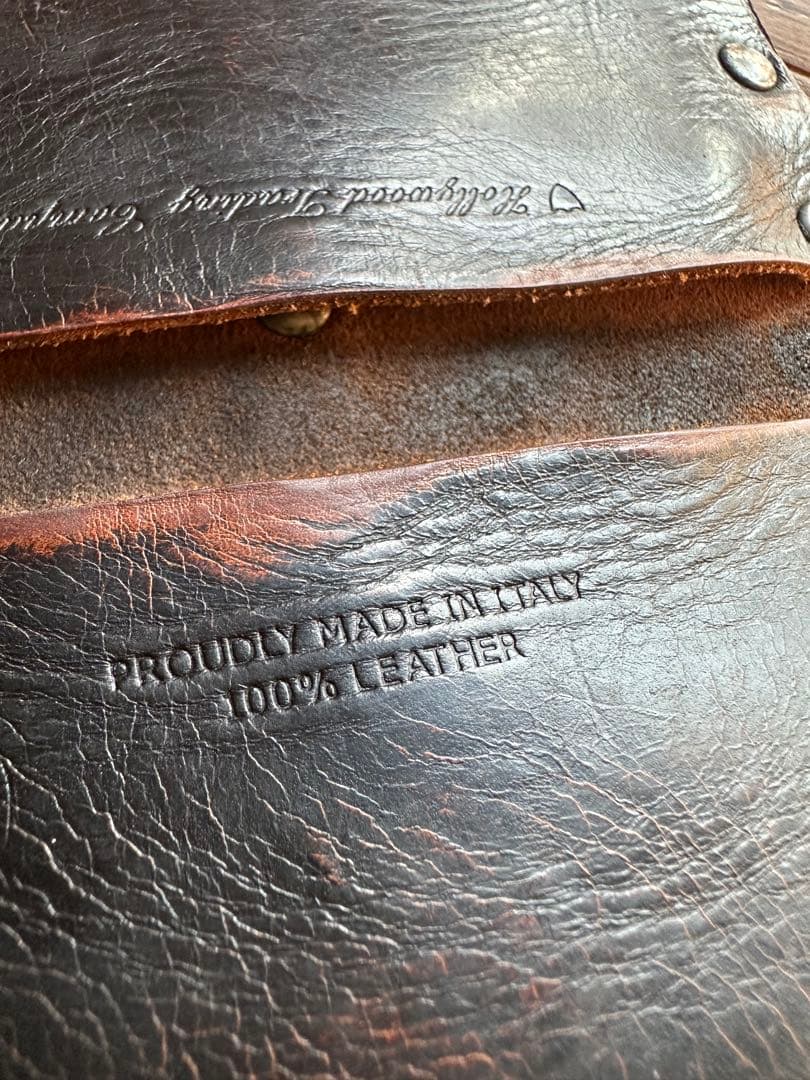 Hollywood Trading
PROUDLY MADE IN ITALY
100% LEATHER